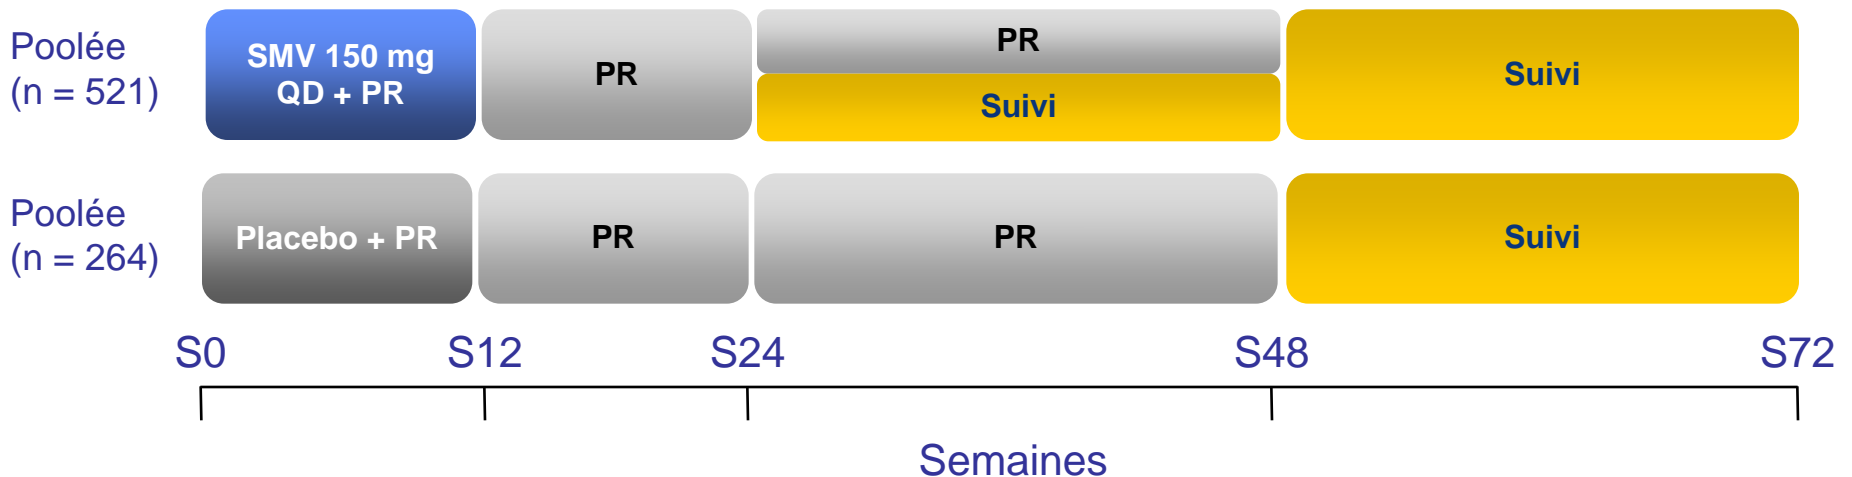 Poolée
(n = 521)
SMV 150 mg
QD + PR
PR
PR
Suivi
Suivi
Poolée
(n = 264)
Placebo + PR
PR
PR
Suivi
S0
S12
S24
S48
S72
Semaines